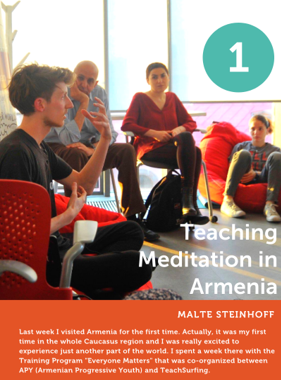 1
Teaching
Meditation in
Armenia
MALTE STEINHOFF
Last week I visited Armenia for the first time. Actually, it was my first
time in the whole Caucasus region and I was really excited to
experience just another part of the world. I spent a week there with the
Training Program "Everyone Matters" that was co-organized between
APY (Armenian Progressive Youth) and TeachSurfing.